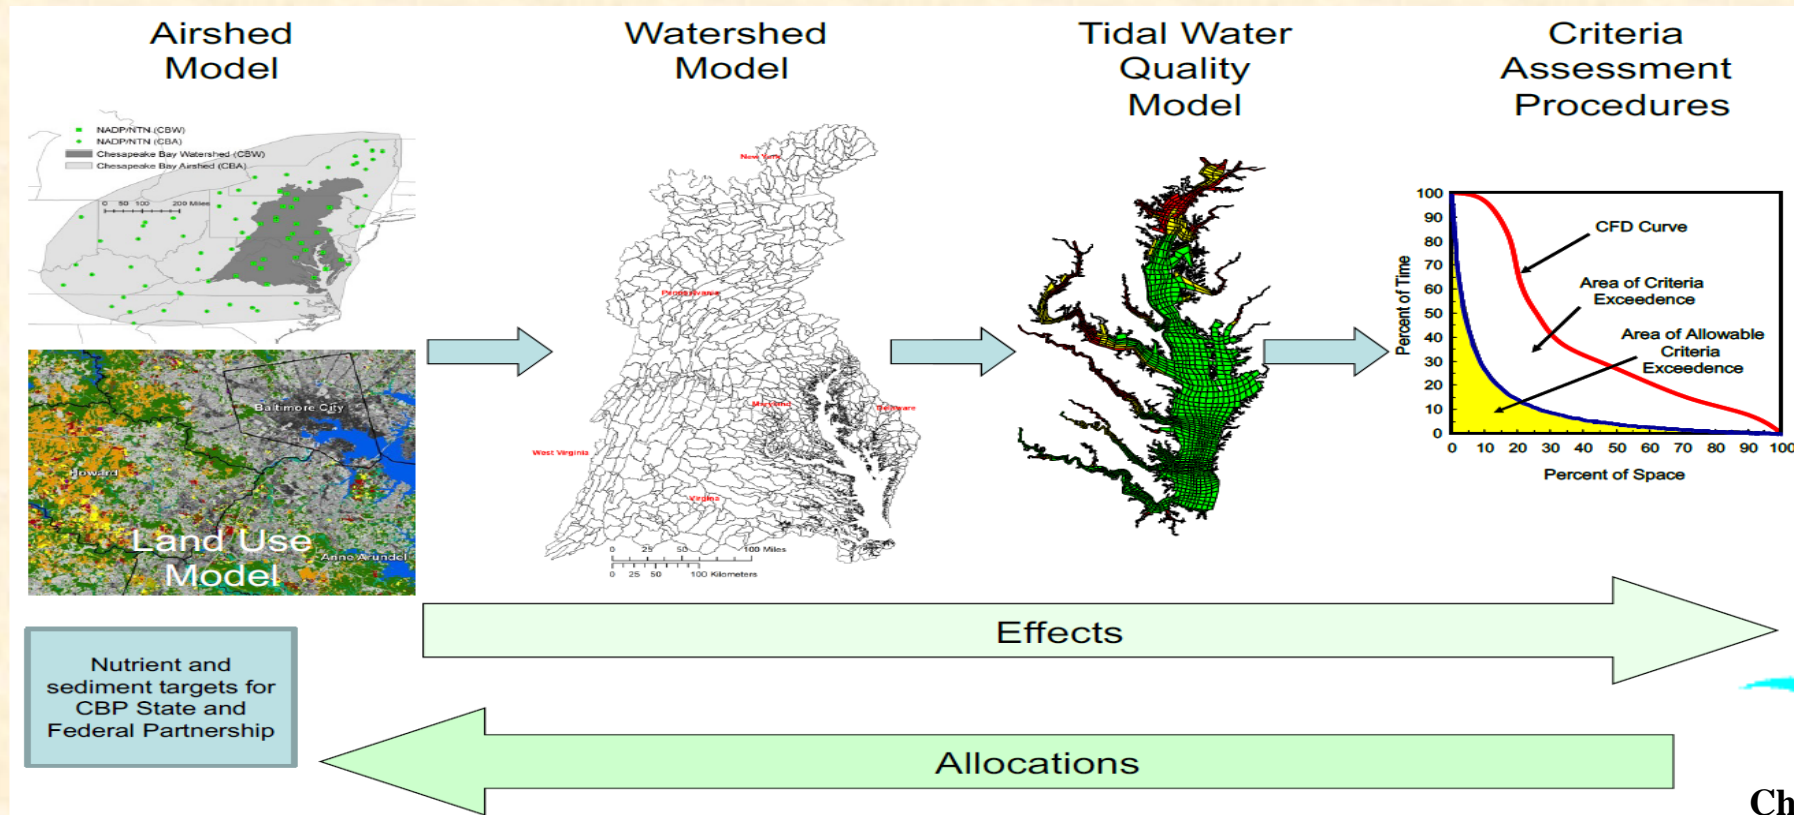 Airshed
Model
Watershed
Model
Tidal Water
Quality
Model
Criteria
Assessment
Procedures
NADP/NTN (CBW)
NADP/NTN (CBA)
Chesapeake Bay Watershed (CBW)
Chesapeake Bay Airshed (CBA)
0 50 100 200 Miles
Baltimore City
Howard
Anne Arundel
Land Use
Model
New York
Pennsylvania
Maryland
Delaware
West Virginia
Virginia
0 25 50 100 Miles
0 25 50 100 Kilometers
Percent of Time
100
90
80
70
60
50
40
30
20
10
0
CFD Curve
Area of Criteria
Exceedence
Area of Allowable
Criteria
Exceedence
0 10 20 30 40 50 60 70 80 90 100
Percent of Space
Effects
Nutrient and
sediment targets for
CBP State and
Federal Partnership
Allocations
Ch